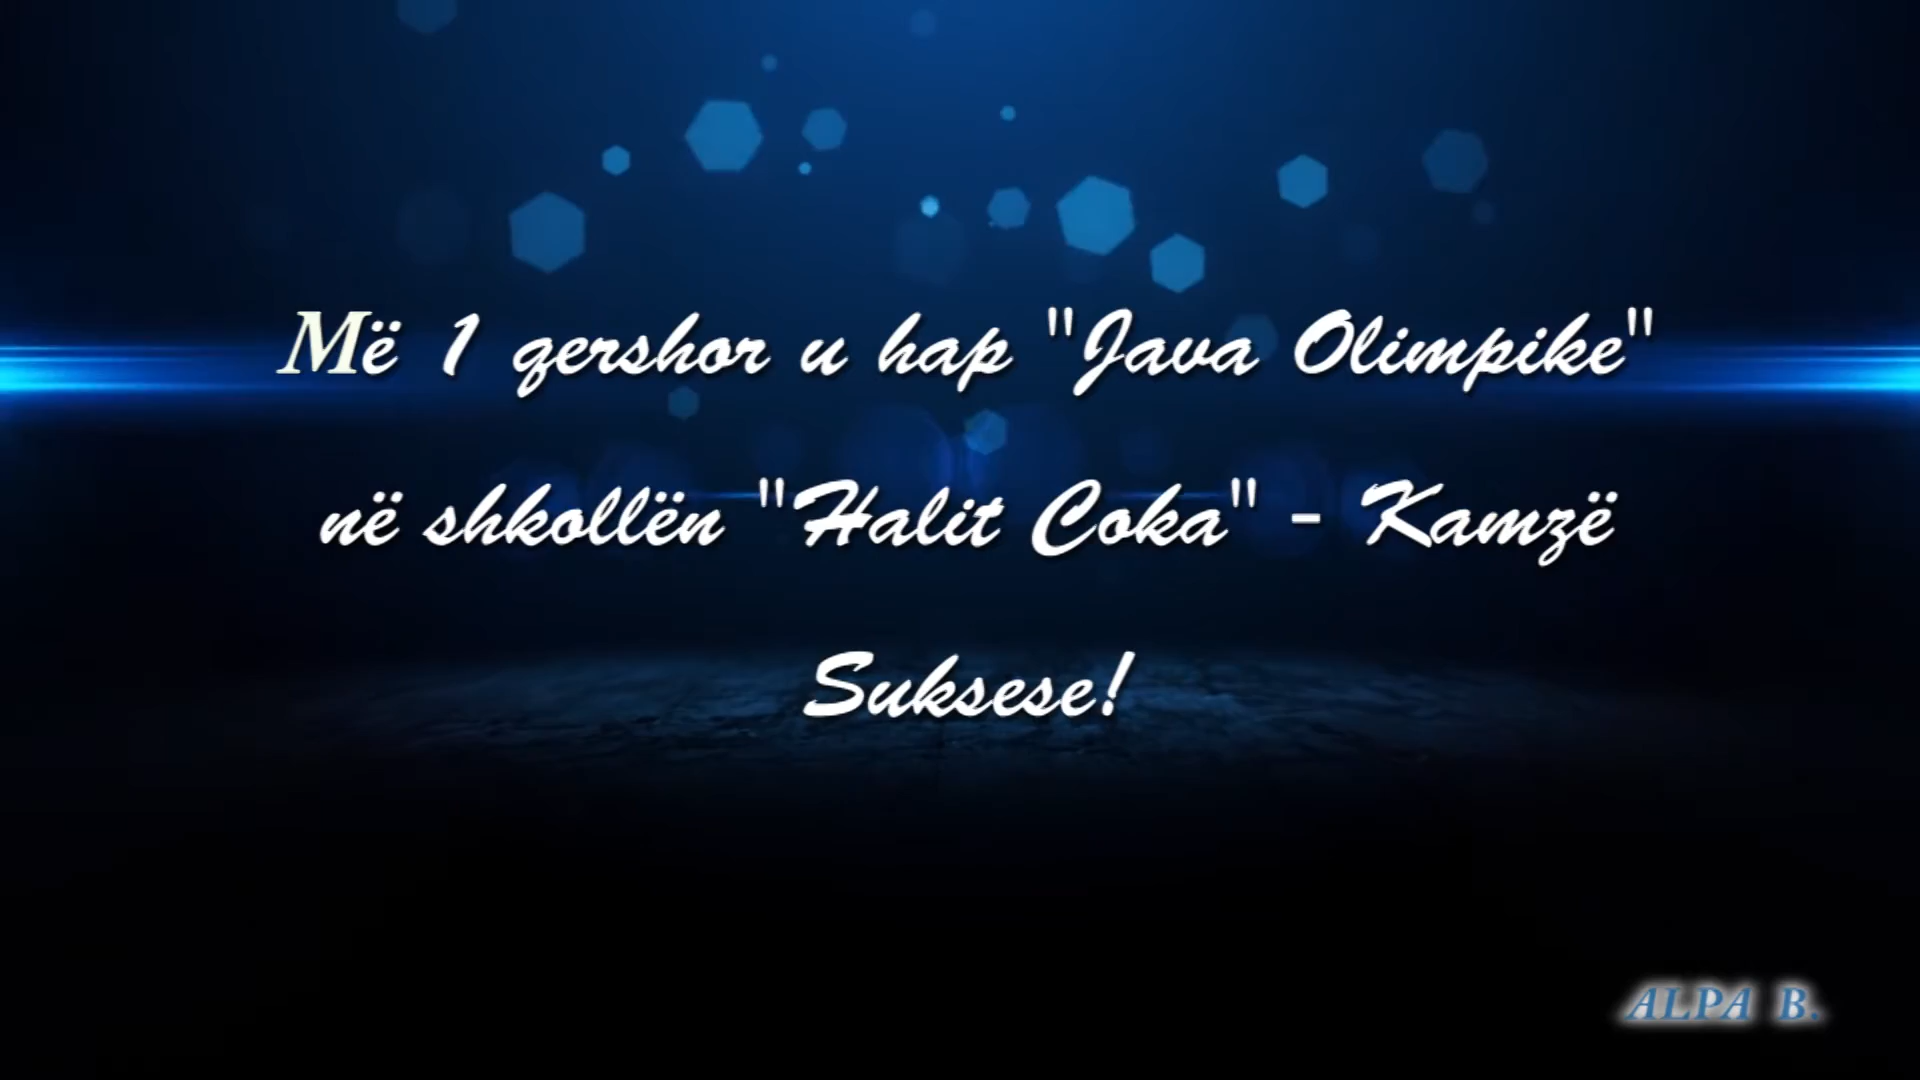 Më 1 qershor u hap "Java Olimpike"
në shkollën "Halit Coka" - Kamzë
Suksese!
ALPA B.